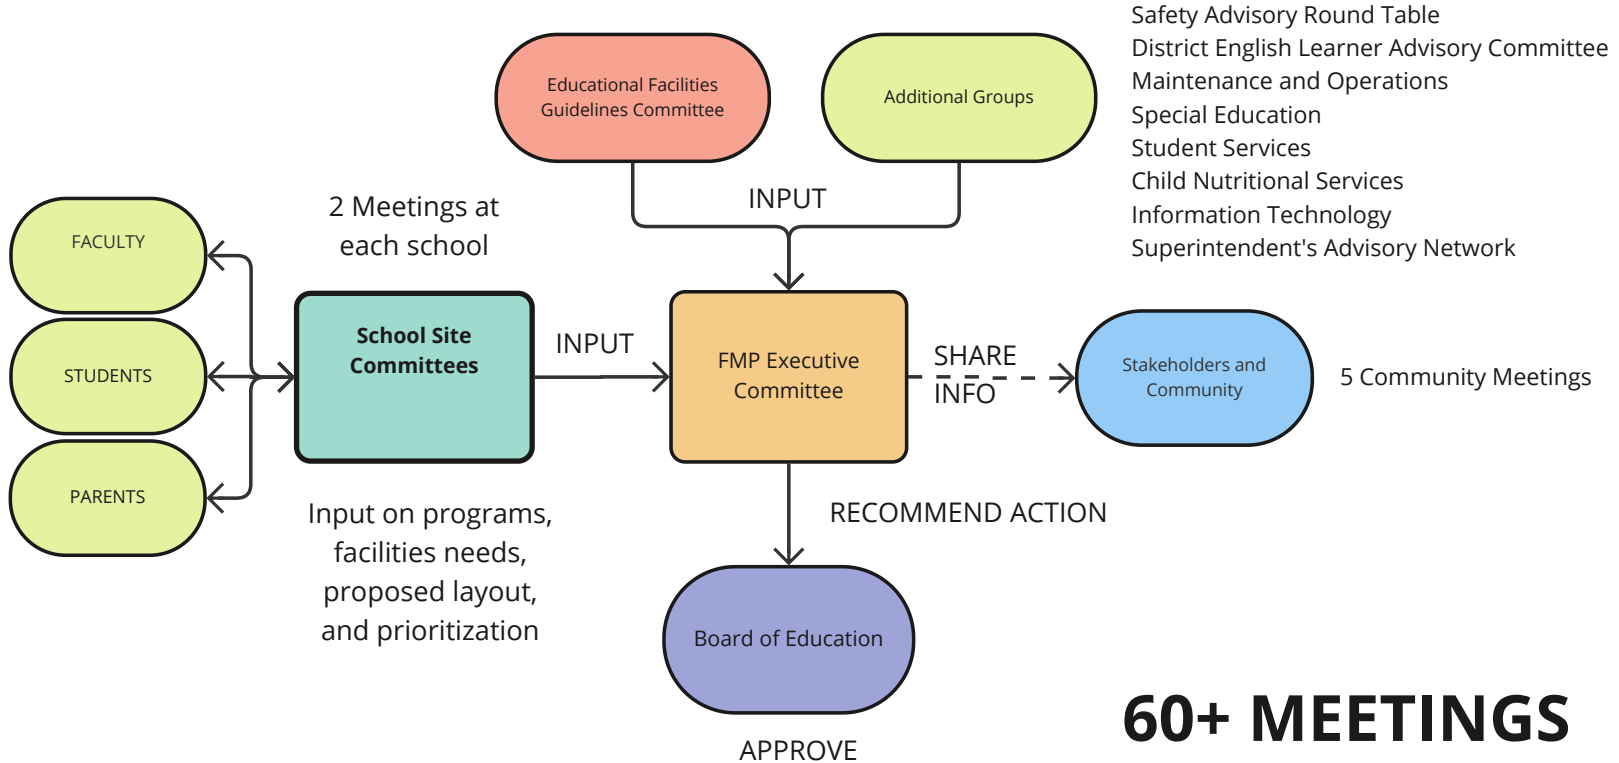 Safety Advisory Round Table
District English Learner Advisory Committee
Maintenance and Operations
Special Education
Student Services
Child Nutritional Services
Information Technology
Superintendent's Advisory Network
Educational Facilities
Guidelines Committee
Additional Groups
INPUT
2 Meetings at
each school
FACULTY
STUDENTS
PARENTS
School Site
Committees
INPUT
FMP Executive
Committee
SHARE
INFO
Stakeholders and
Community
5 Community Meetings
Input on programs,
facilities needs,
proposed layout,
and prioritization
RECOMMEND ACTION
Board of Education
APPROVE
60+ MEETINGS